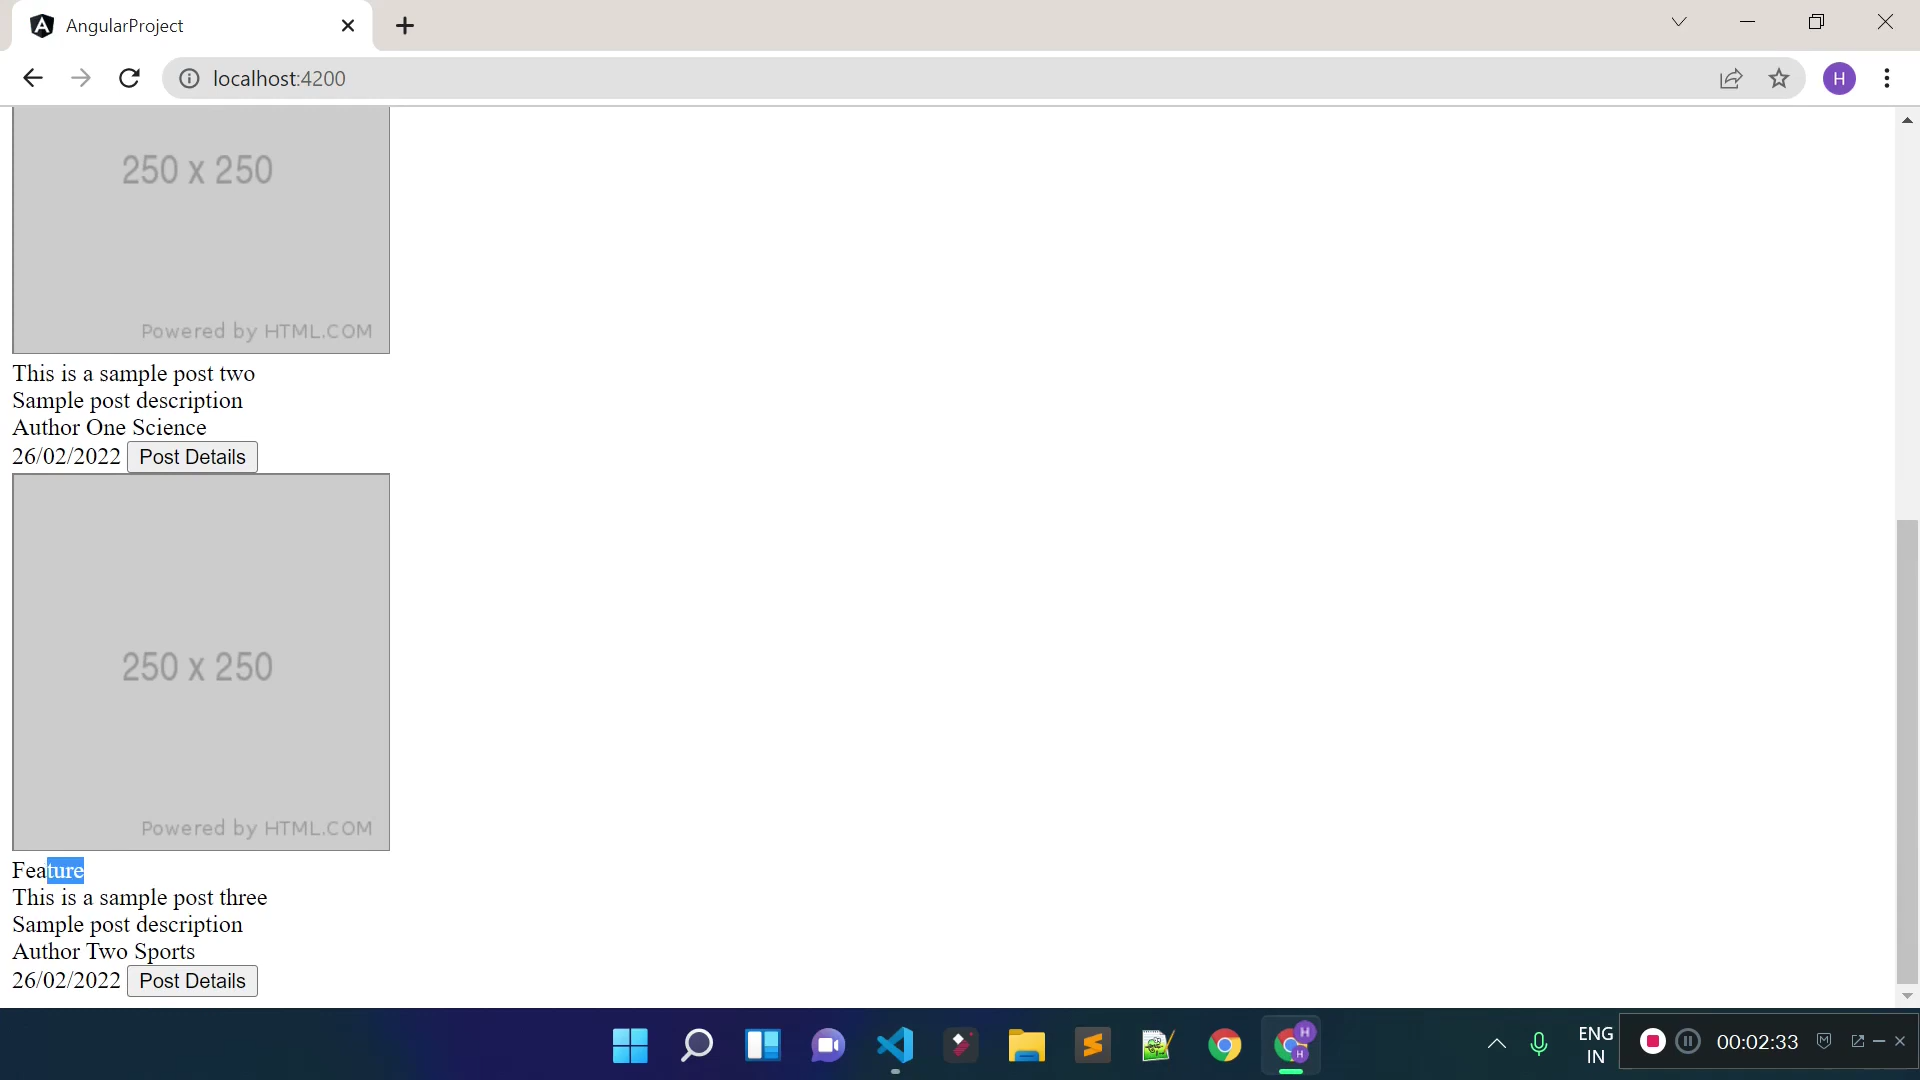 AngularProject
localhost:4200
H
250 x 250
Powered by HTML.COM
This is a sample post two
Sample post description
Author One Science
26/02/2022 Post Details
250 x 250
Powered by HTML.COM
Feature
This is a sample post three
Sample post description
Author Two Sports
26/02/2022 Post Details
H
H
ENG
IN
00:02:33